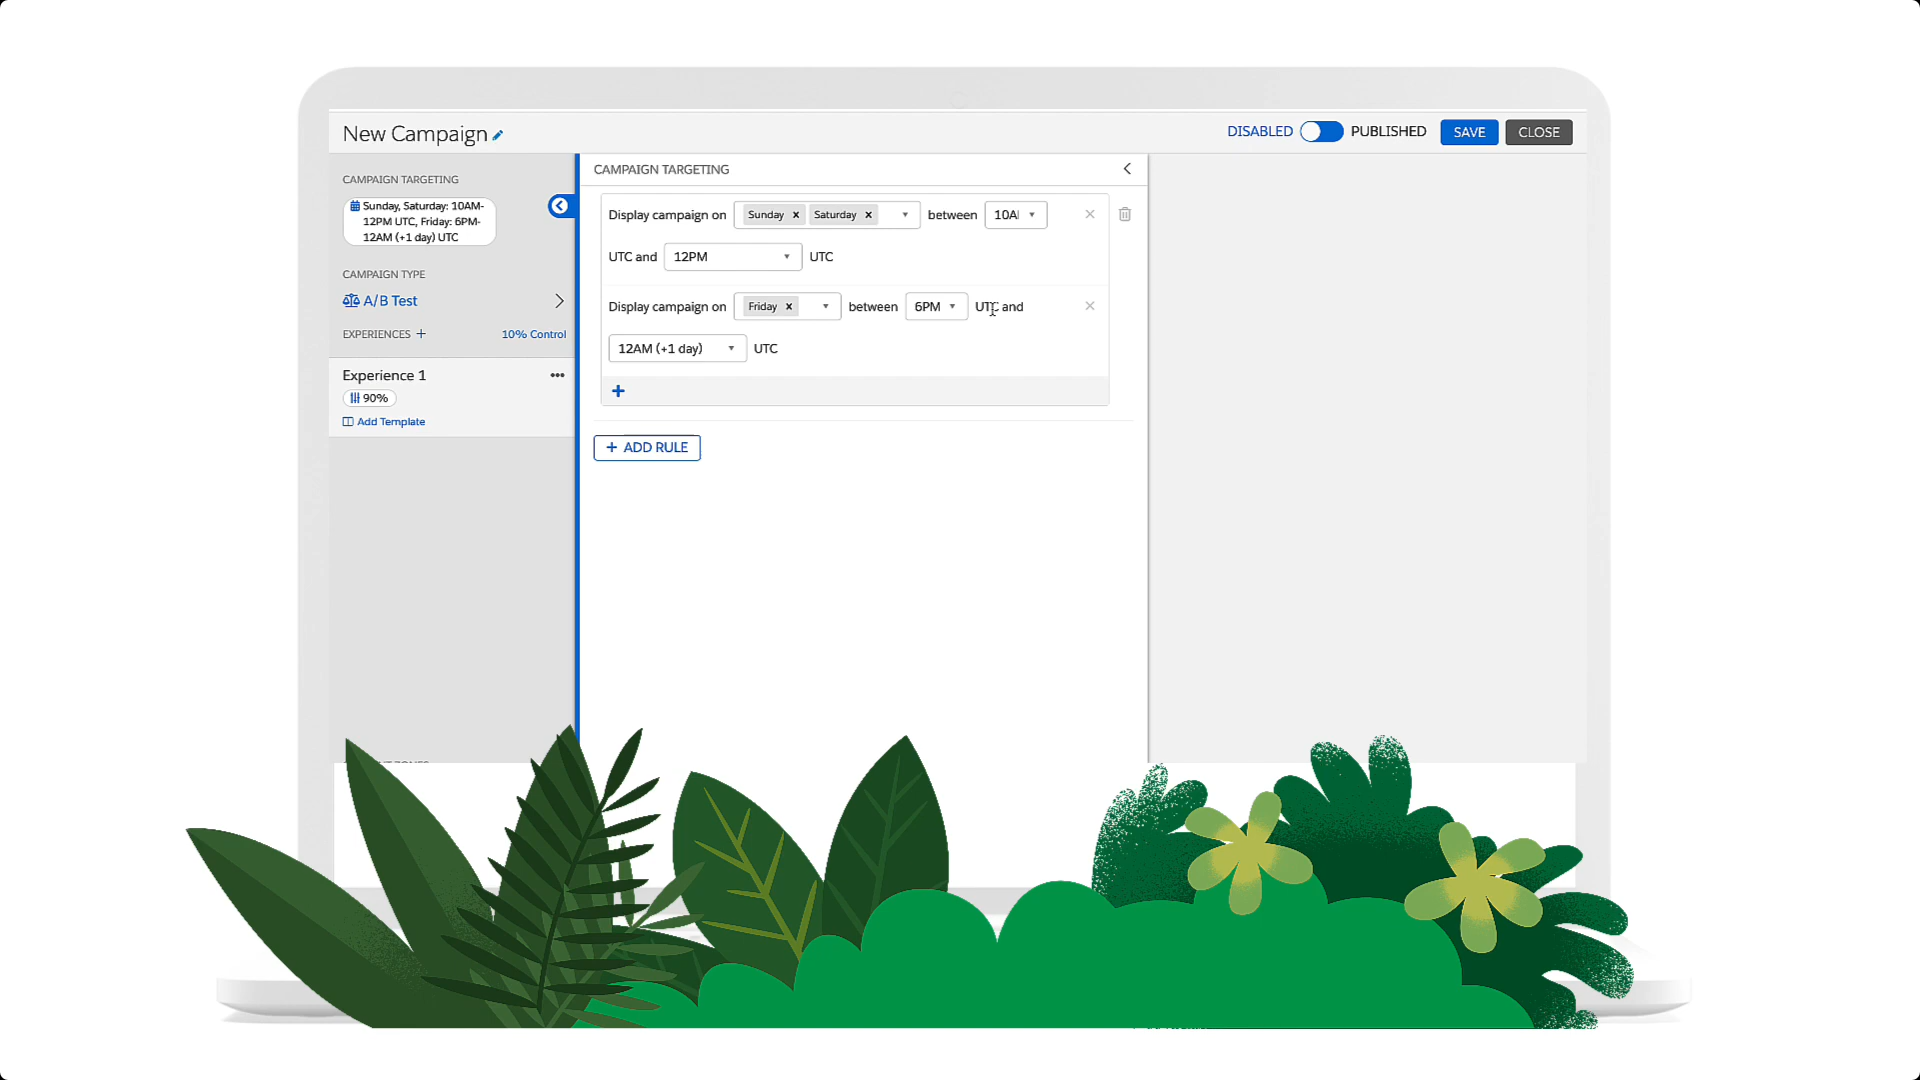 New Campaign
DISABLED PUBLISHED SAVE CLOSE
CAMPAIGN TARGETING
Sunday, Saturday: 10AM-
12PM UTC, Friday: 6PM-
12AM (+1 day) UTC
CAMPAIGN TYPE
A/B Test
EXPERIENCES + 10% Control
Experience 1
90%
Add Template
CAMPAIGN TARGETING
Display campaign on Sunday × Saturday × between 10A
UTC and 12PM UTC
Display campaign on Friday × between 6PM UTC and
12AM (+1 day) UTC
+
+ ADD RULE